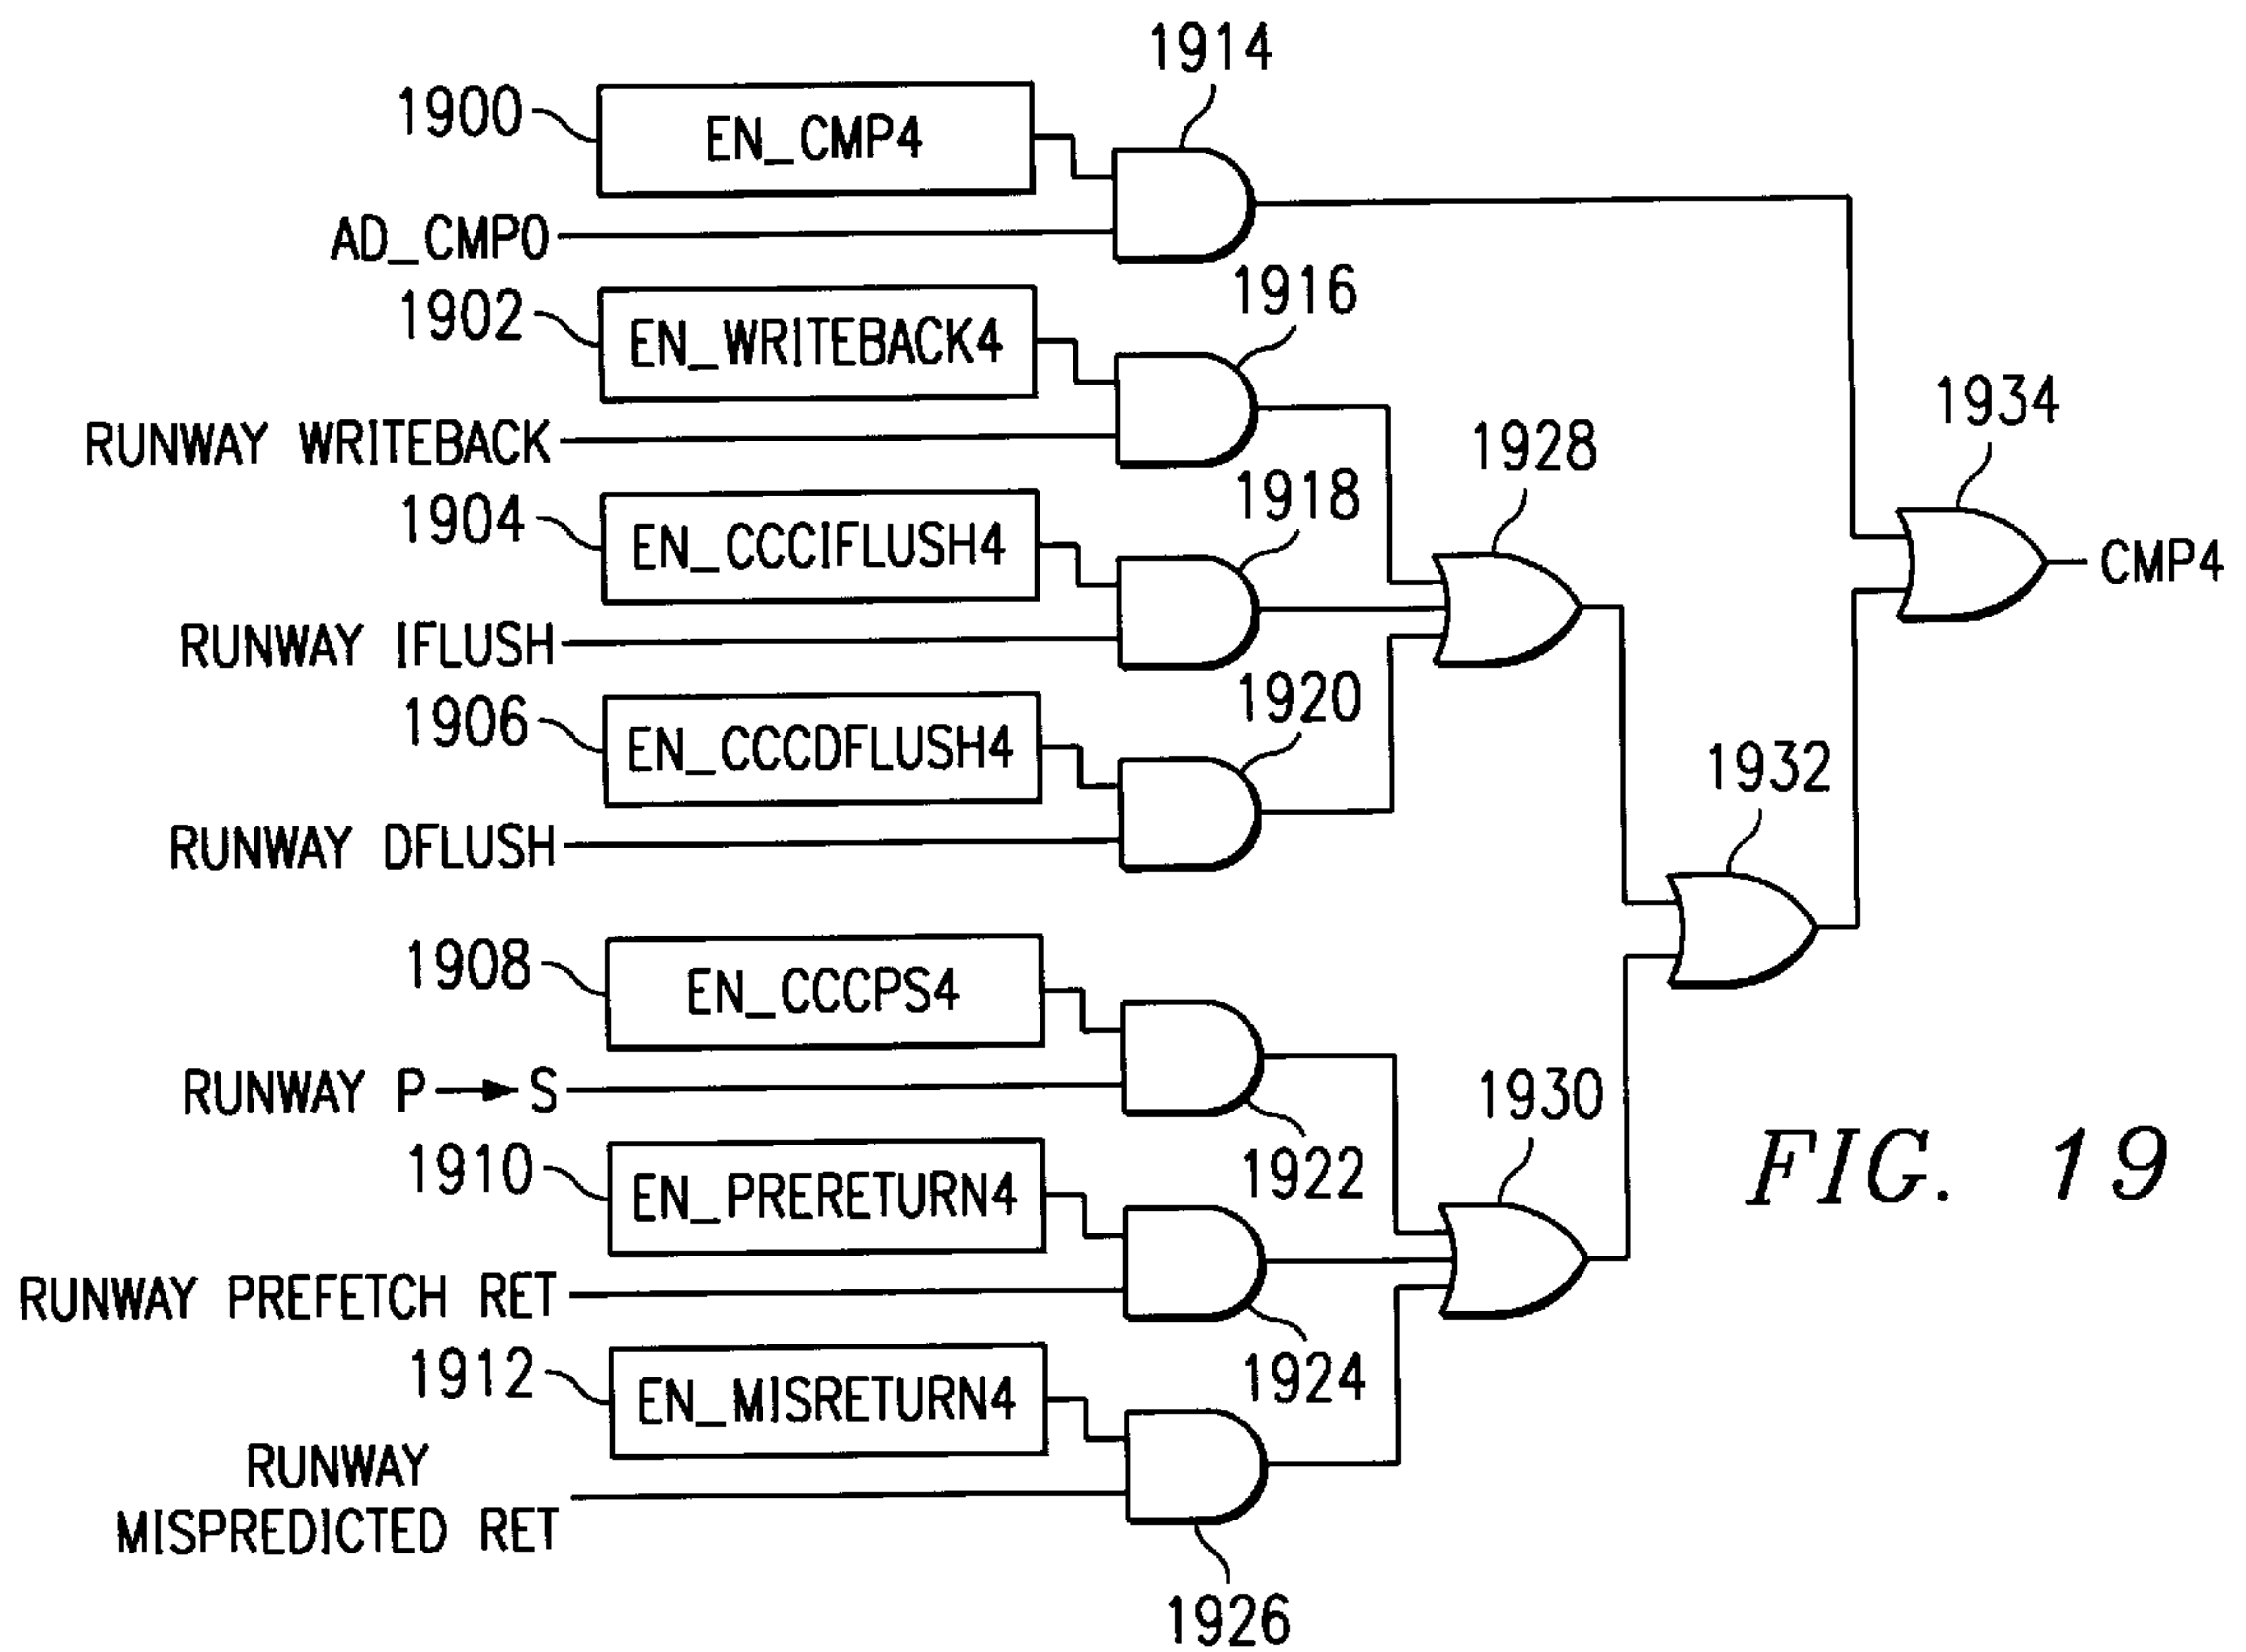 1914
1900
EN_CMP4
AD_CMP0
1916
1902
EN_WRITEBACK4
1934
RUNWAY WRITEBACK
1928
1918
1904
EN_CCCIFLUSH4
CMP4
RUNWAY IFLUSH
1920
1906
EN_CCCDFLUSH4
1932
RUNWAY DFLUSH
1908
EN_CCCPS4
RUNWAY P → S
1930
1922
1910
EN_PRERETURN4
FIG. 19
RUNWAY PREFETCH RET
1924
1912
EN_MISRETURN4
RUNWAY
MISPREDICTED RET
1926